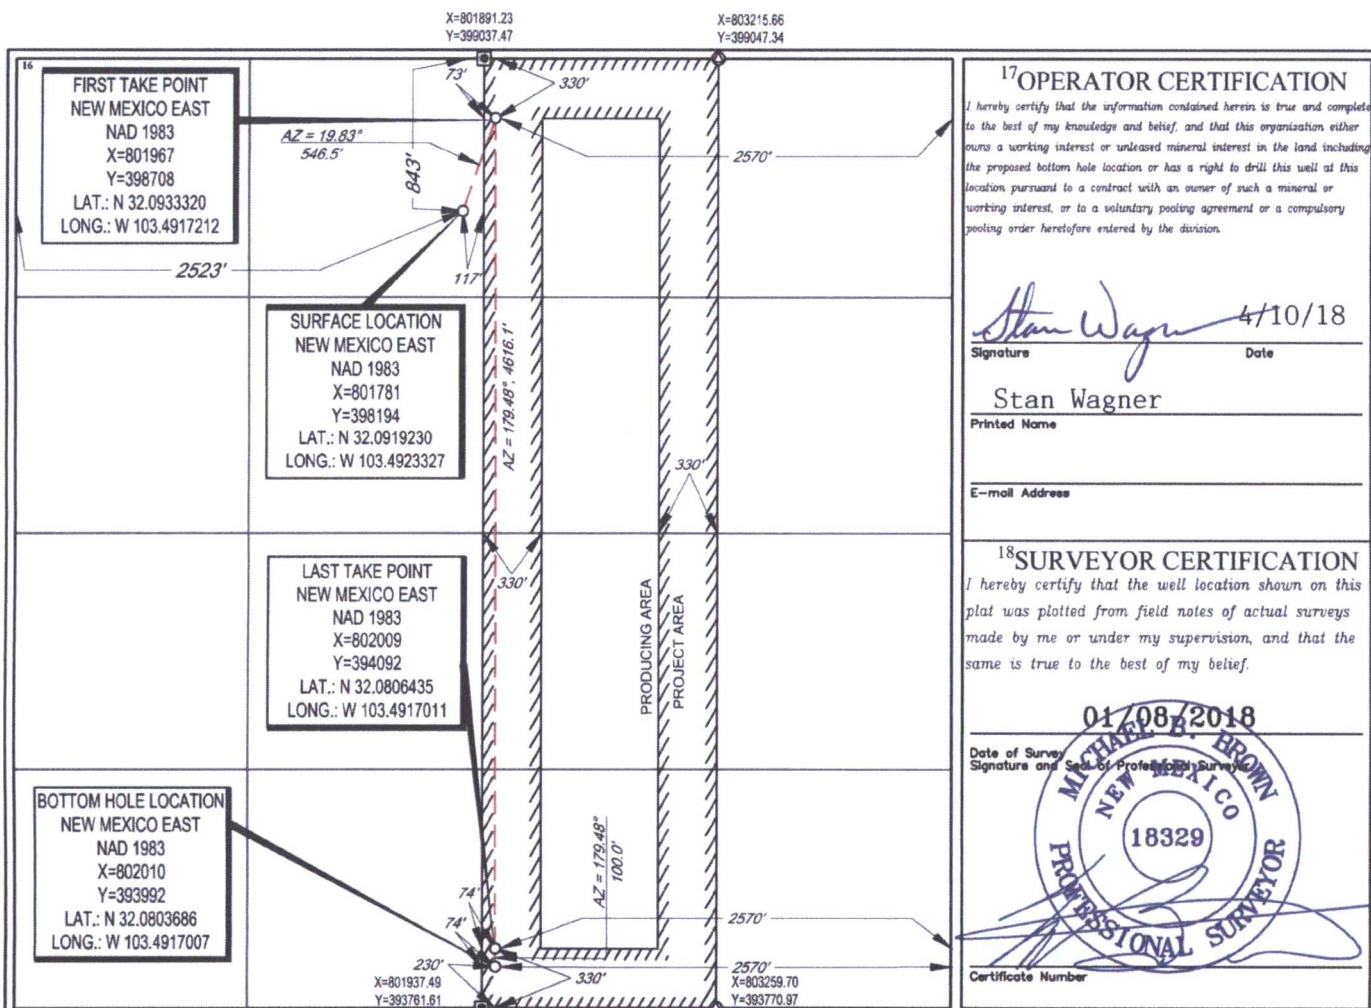 X=801891.23
Y=399037.47
X=803215.66
Y=399047.34
16
FIRST TAKE POINT
NEW MEXICO EAST
NAD 1983
X=801967
Y=398708
LAT.: N 32.0933320
LONG.: W 103.4917212
73'
330'
AZ = 19.83°
546.5'
843'
2570'
2523'
117'
SURFACE LOCATION
NEW MEXICO EAST
NAD 1983
X=801781
Y=398194
LAT.: N 32.0919230
LONG.: W 103.4923327
AZ = 179.48°, 4616.1'
330'
330'
LAST TAKE POINT
NEW MEXICO EAST
NAD 1983
X=802009
Y=394092
LAT.: N 32.0806435
LONG.: W 103.4917011
PRODUCING AREA
PROJECT AREA
BOTTOM HOLE LOCATION
NEW MEXICO EAST
NAD 1983
X=802010
Y=393992
LAT.: N 32.0803686
LONG.: W 103.4917007
AZ = 179.48°
100.0'
74'
74'
2570'
230'
330'
2570'
X=801937.49
Y=393761.61
X=803259.70
Y=393770.97
17 OPERATOR CERTIFICATION
I hereby certify that the information contained herein is true and complete
to the best of my knowledge and belief, and that this organization either
owns a working interest or unleased mineral interest in the land including
the proposed bottom hole location or has a right to drill this well at this
location pursuant to a contract with an owner of such a mineral or
working interest, or to a voluntary pooling agreement or a compulsory
pooling order heretofore entered by the division.
Stan Wagner 4/10/18
Signature Date
Stan Wagner
Printed Name
E-mail Address
18 SURVEYOR CERTIFICATION
I hereby certify that the well location shown on this
plat was plotted from field notes of actual surveys
made by me or under my supervision, and that the
same is true to the best of my belief.
01/08/2018
Date of Survey
Signature and Seal of Professional Surveyor
MICHAEL B. BROWN
NEW MEXICO
18329
PROFESSIONAL SURVEYOR
Certificate Number